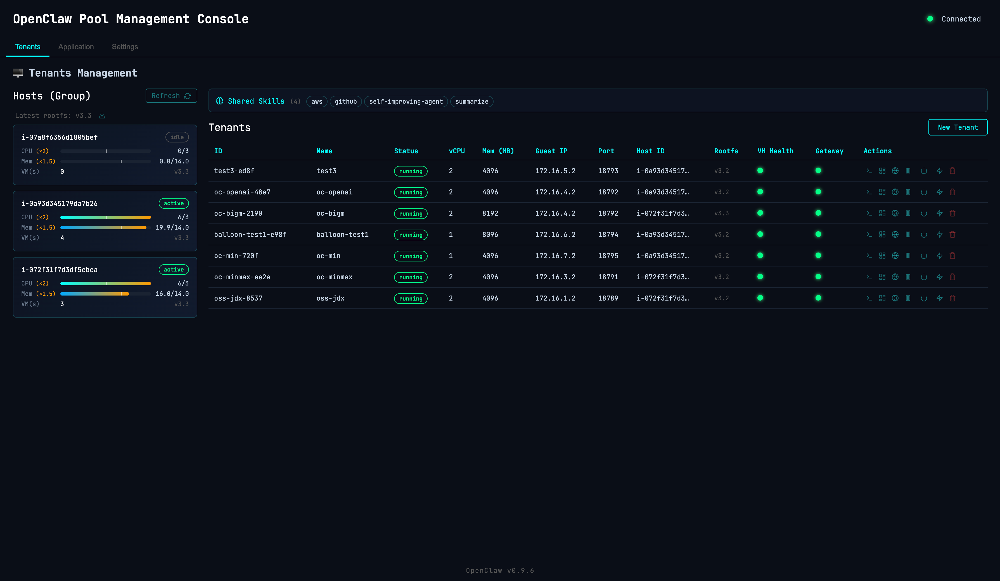 OpenClaw Pool Management Console
Connected
Tenants Application Settings
Tenants Management
Hosts (Group) Refresh
Latest rootfs: v3.3
i-07a8f6356d1805bef idle
CPU (×2) 0/3
Mem (×1.5) 0.0/14.0
VM(s) 0 v3.3
i-0a93d345179da7b26 active
CPU (×2) 6/3
Mem (×1.5) 19.9/14.0
VM(s) 4 v3.3
i-072f31f7d3df5cbca active
CPU (×2) 6/3
Mem (×1.5) 16.0/14.0
VM(s) 3 v3.3
Shared Skills (4) aws github self-improving-agent summarize
Tenants New Tenant
ID Name Status vCPU Mem (MB) Guest IP Port Host ID Rootfs VM Health Gateway Actions
test3-ed8f test3 running 2 4096 172.16.5.2 18793 i-0a93d34517… v3.2
oc-openai-48e7 oc-openai running 2 4096 172.16.4.2 18792 i-0a93d34517… v3.2
oc-bigm-2190 oc-bigm running 2 8192 172.16.4.2 18792 i-072f31f7d3… v3.3
balloon-test1-e98f balloon-test1 running 1 8096 172.16.6.2 18794 i-0a93d34517… v3.2
oc-min-720f oc-min running 1 4096 172.16.7.2 18795 i-0a93d34517… v3.2
oc-minmax-ee2a oc-minmax running 2 4096 172.16.3.2 18791 i-072f31f7d3… v3.2
oss-jdx-8537 oss-jdx running 2 4096 172.16.1.2 18789 i-072f31f7d3… v3.2
OpenClaw v0.9.6